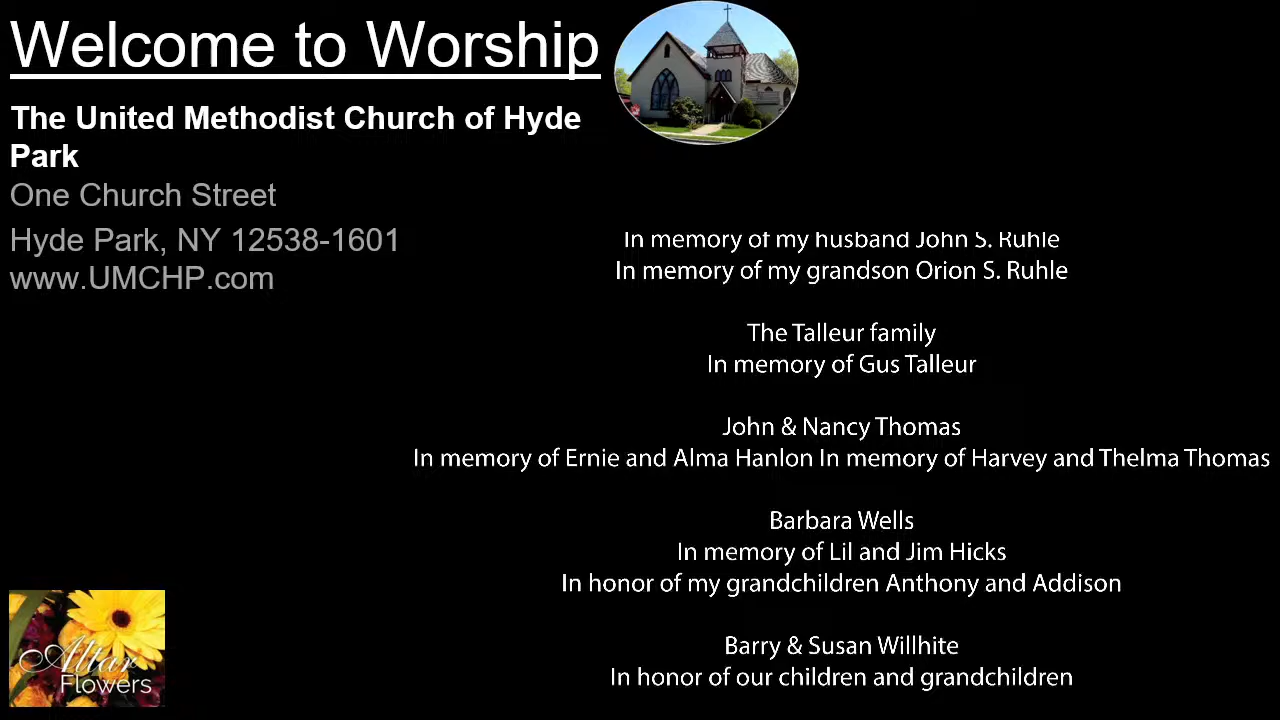 Welcome to Worship
The United Methodist Church of Hyde
Park
One Church Street
Hyde Park, NY 12538-1601
www.UMCHP.com
In memory of my husband John S. Ruhle
In memory of my grandson Orion S. Ruhle
The Talleur family
In memory of Gus Talleur
John & Nancy Thomas
In memory of Ernie and Alma Hanlon In memory of Harvey and Thelma Thomas
Barbara Wells
In memory of Lil and Jim Hicks
In honor of my grandchildren Anthony and Addison
Barry & Susan Willhite
In honor of our children and grandchildren
Altar
Flowers